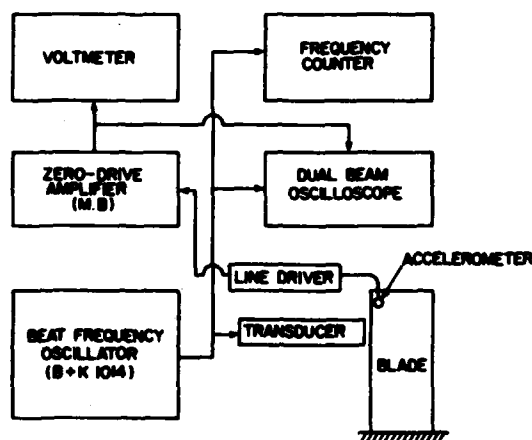 VOLTMETER
FREQUENCY
COUNTER
ZERO-DRIVE
AMPLIFIER
(M.B)
DUAL BEAM
OSCILLOSCOPE
ACCELEROMETER
LINE DRIVER
BEAT FREQUENCY
OSCILLATOR
(B+K 1014)
TRANSDUCER
BLADE